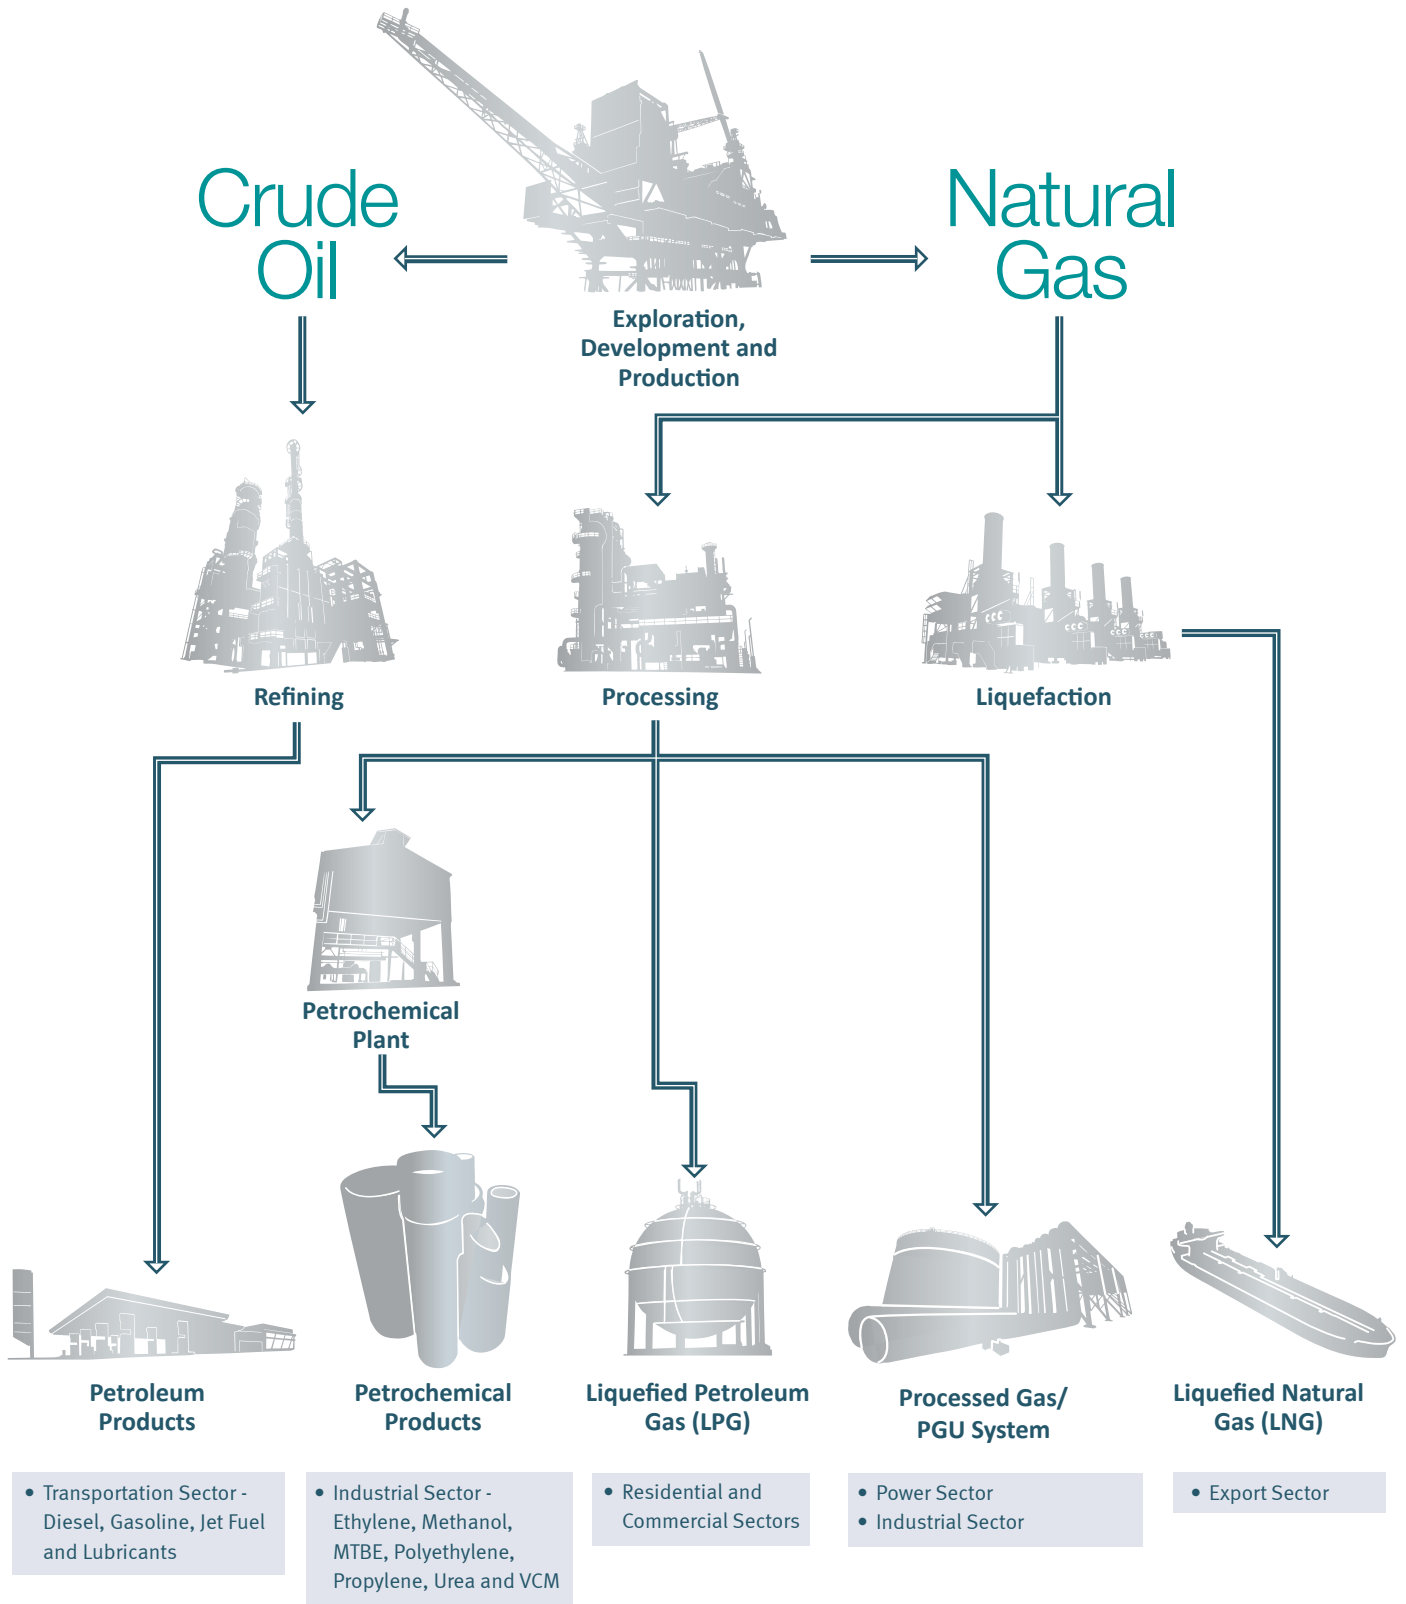 Crude
Oil
Natural
Gas
Exploration,
Development and
Production
Refining
Processing
Liquefaction
Petrochemical
Plant
Petroleum
Products
Petrochemical
Products
Liquefied Petroleum
Gas (LPG)
Processed Gas/
PGU System
Liquefied Natural
Gas (LNG)
• Transportation Sector -
Diesel, Gasoline, Jet Fuel
and Lubricants
• Industrial Sector -
Ethylene, Methanol,
MTBE, Polyethylene,
Propylene, Urea and VCM
• Residential and
Commercial Sectors
• Power Sector
• Industrial Sector
• Export Sector